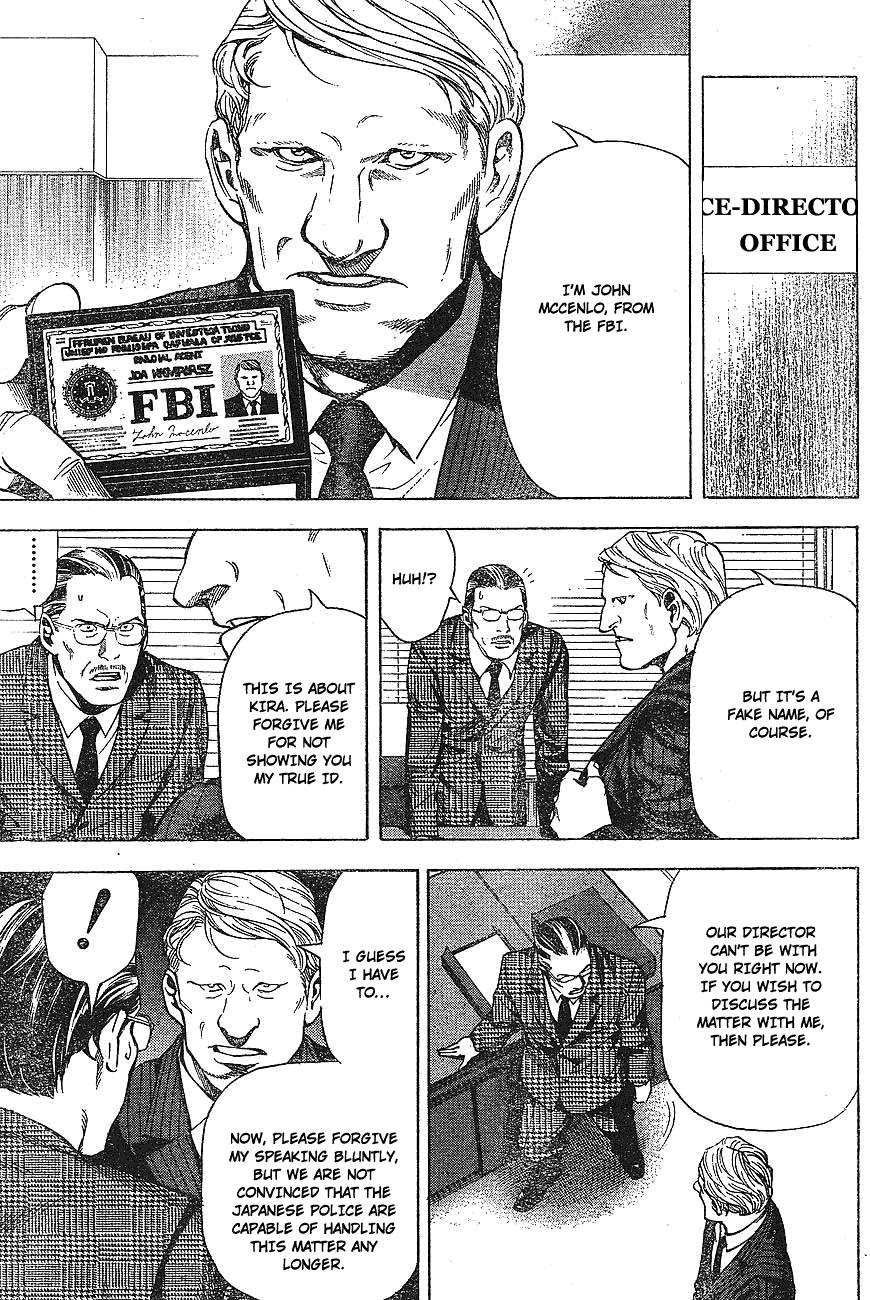 CE-DIRECTO
OFFICE
I'M JOHN
MCCENLO, FROM
THE FBI.
BUREAU OF
FBI
BUT IT'S A
FAKE NAME, OF
COURSE.
HUH!?
THIS IS ABOUT
KIRA. PLEASE
FORGIVE ME
FOR NOT
SHOWING YOU
MY TRUE ID.
OUR DIRECTOR
CAN'T BE WITH
YOU RIGHT NOW.
IF YOU WISH TO
DISCUSS THE
MATTER WITH ME,
THEN PLEASE.
I GUESS
I HAVE
TO...
!
NOW, PLEASE FORGIVE
MY SPEAKING BLUNTLY,
BUT WE ARE NOT
CONVINCED THAT THE
JAPANESE POLICE ARE
CAPABLE OF HANDLING
THIS MATTER ANY
LONGER.